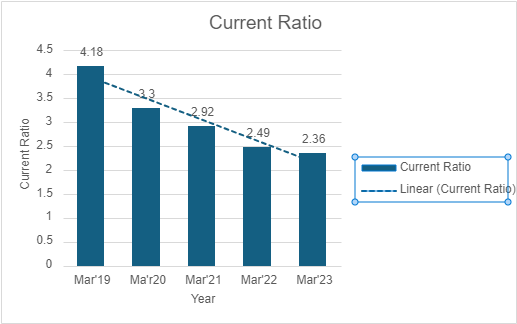 Current Ratio
4.5
4
3.5
3
2.5
2
1.5
1
0.5
0
Current Ratio
4.18
3.3
2.92
2.49
2.36
Mar'19
Ma'r20
Mar'21
Mar'22
Mar'23
Year
Current Ratio
Linear (Current Ratio)